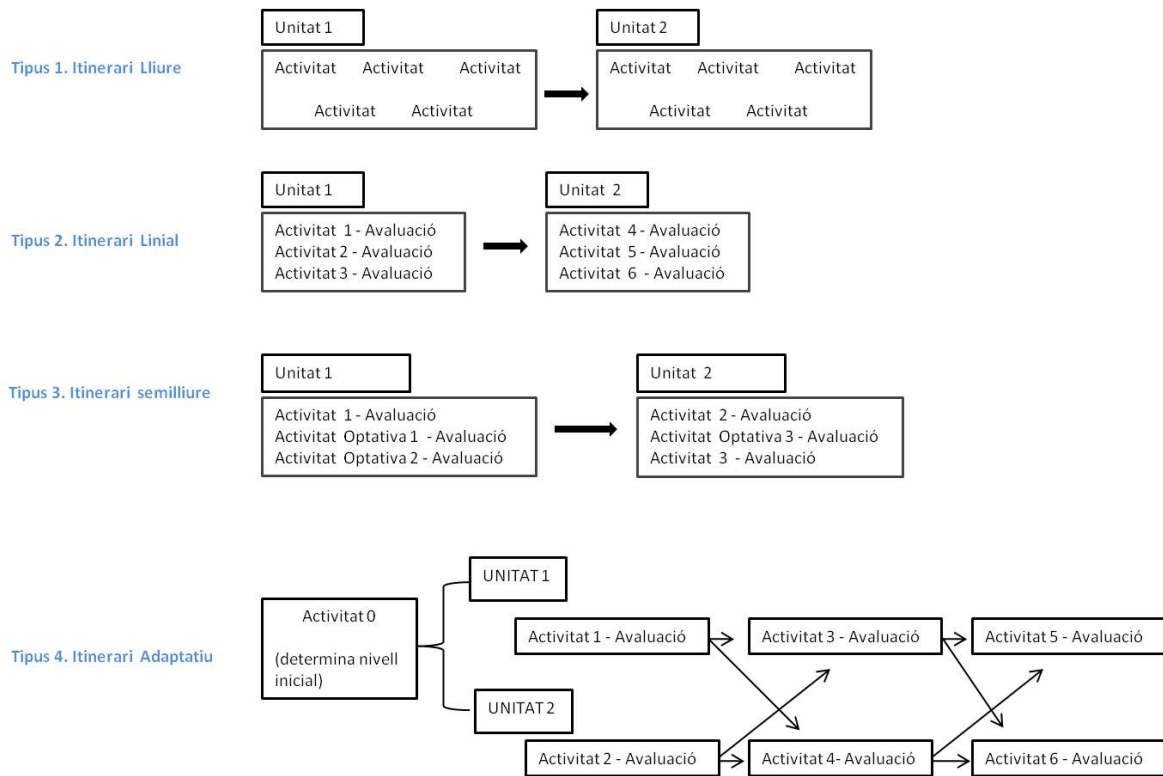 Tipus 1. Itinerari Lliure
Unitat 1
Activitat Activitat Activitat
Activitat Activitat
Unitat 2
Activitat Activitat Activitat
Activitat Activitat
Tipus 2. Itinerari Linial
Unitat 1
Activitat 1 - Avaluació
Activitat 2 - Avaluació
Activitat 3 - Avaluació
Unitat 2
Activitat 4 - Avaluació
Activitat 5 - Avaluació
Activitat 6 - Avaluació
Tipus 3. Itinerari semilliure
Unitat 1
Activitat 1 - Avaluació
Activitat Optativa 1 - Avaluació
Activitat Optativa 2 - Avaluació
Unitat 2
Activitat 2 - Avaluació
Activitat Optativa 3 - Avaluació
Activitat 3 - Avaluació
Tipus 4. Itinerari Adaptatiu
Activitat 0
(determina nivell
inicial)
UNITAT 1
Activitat 1 - Avaluació
Activitat 3 - Avaluació
Activitat 5 - Avaluació
UNITAT 2
Activitat 2 - Avaluació
Activitat 4- Avaluació
Activitat 6 - Avaluació